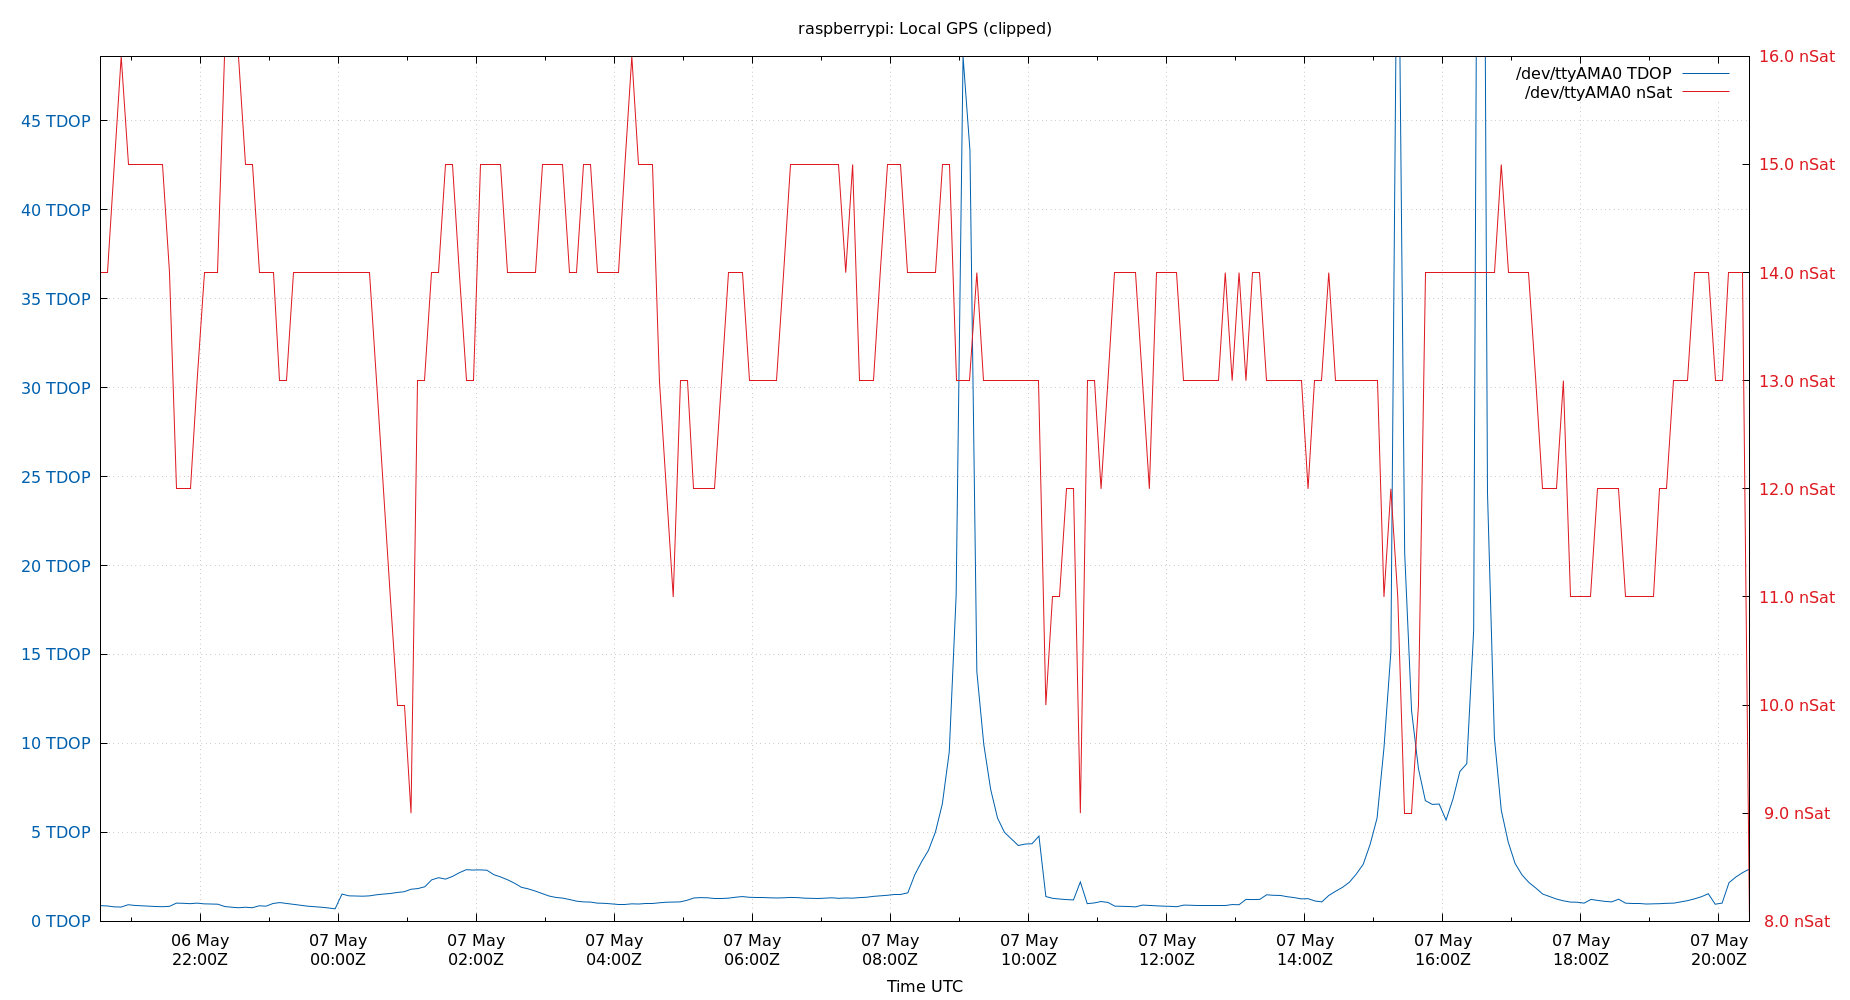 raspberrypi: Local GPS (clipped)
/dev/ttyAMA0 TDOP
/dev/ttyAMA0 nSat
45 TDOP
40 TDOP
35 TDOP
30 TDOP
25 TDOP
20 TDOP
15 TDOP
10 TDOP
5 TDOP
0 TDOP
16.0 nSat
15.0 nSat
14.0 nSat
13.0 nSat
12.0 nSat
11.0 nSat
10.0 nSat
9.0 nSat
8.0 nSat
06 May
22:00Z
07 May
00:00Z
07 May
02:00Z
07 May
04:00Z
07 May
06:00Z
07 May
08:00Z
07 May
10:00Z
07 May
12:00Z
07 May
14:00Z
07 May
16:00Z
07 May
18:00Z
07 May
20:00Z
Time UTC